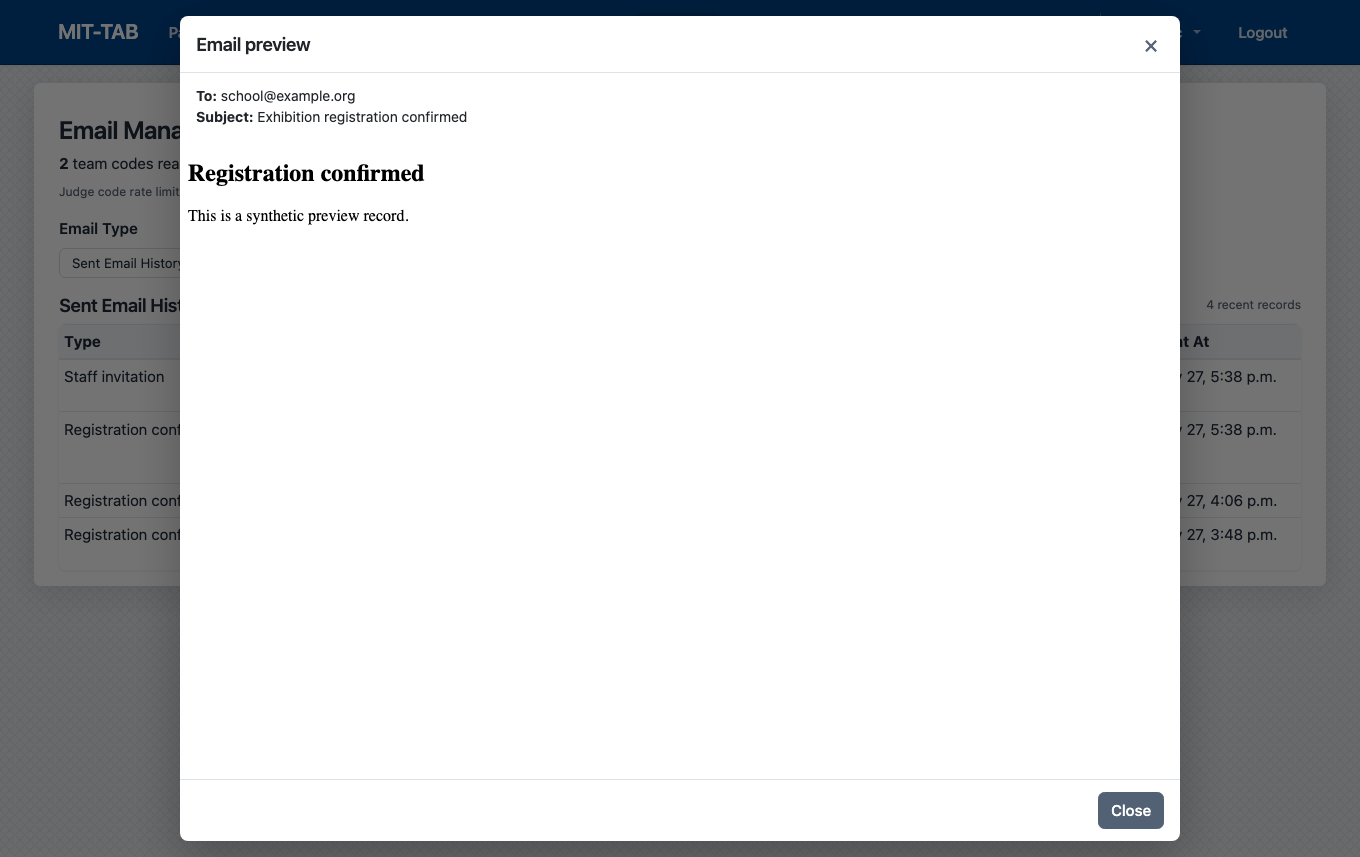 MIT-TAB
Logout
Email preview
×
To: school@example.org
Subject: Exhibition registration confirmed
Registration confirmed
This is a synthetic preview record.
Close
Email Mana
2 team codes rea
Judge code rate limit
Email Type
Sent Email History
Sent Email Hist
4 recent records
Type
t At
Staff invitation
27, 5:38 p.m.
Registration conf
27, 5:38 p.m.
Registration conf
27, 4:06 p.m.
Registration conf
27, 3:48 p.m.